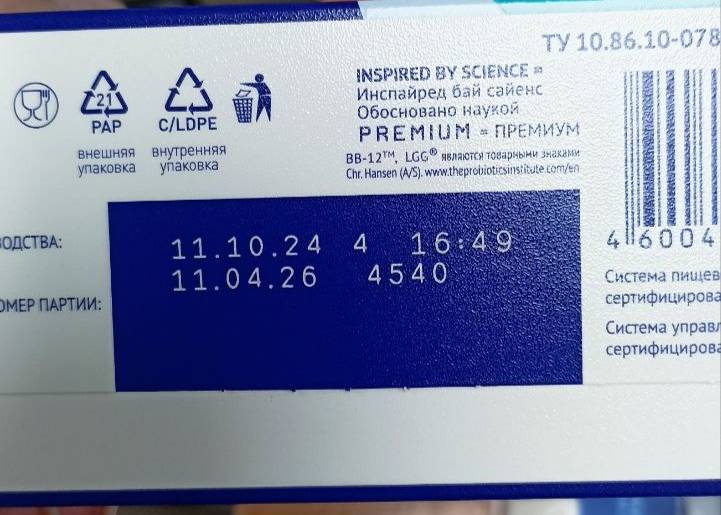 ТУ 10.86.10-078
21
PAP
внешняя
упаковка
C/LDPE
внутренняя
упаковка
INSPIRED BY SCIENCE =
Инспайред бай сайенс
Обосновано наукой
PREMIUM = ПРЕМИУМ
BB-12™, LGG® являются товарными знаками
Chr. Hansen (A/S). www.theprobioticsinstitute.com/en
ВОДСТВА:
11.10.24 4 16:49
11.04.26 4540
ОМЕР ПАРТИИ:
4 6004
Система пищев
сертифицирова
Система управл
сертифицирова